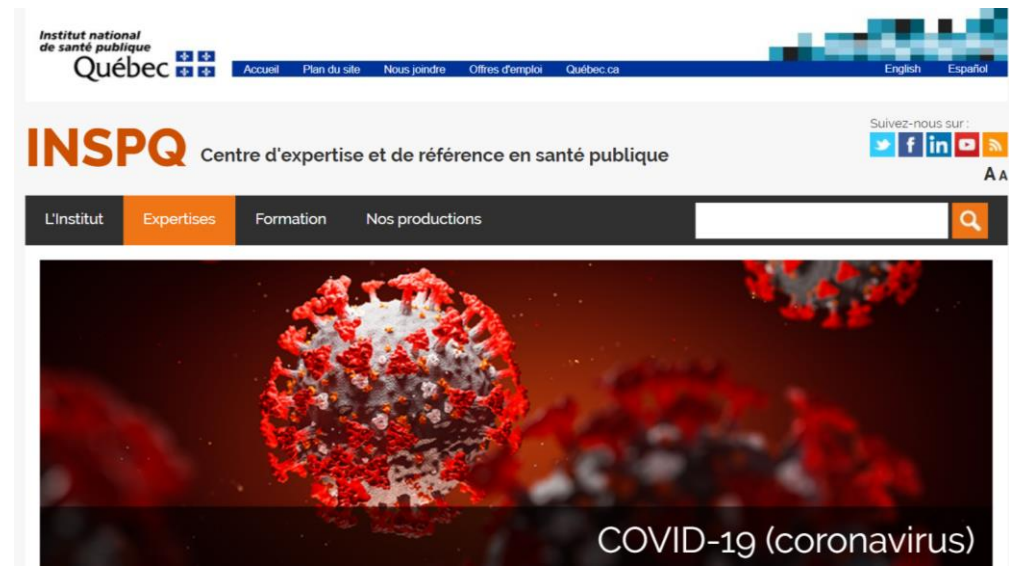 Institut national
de santé publique
Québec
Accueil Plan du site Nous joindre Offres d'emploi Québec.ca English Español
Suivez-nous sur :
INSPQ Centre d'expertise et de référence en santé publique
A A
L'Institut Expertises Formation Nos productions
COVID-19 (coronavirus)